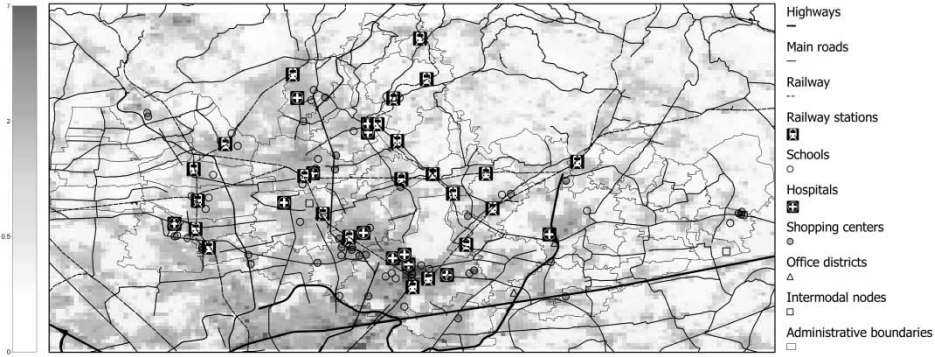 7
2
0.5
0
Highways
Main roads
Railway
Railway stations
Schools
Hospitals
Shopping centers
Office districts
Intermodal nodes
Administrative boundaries